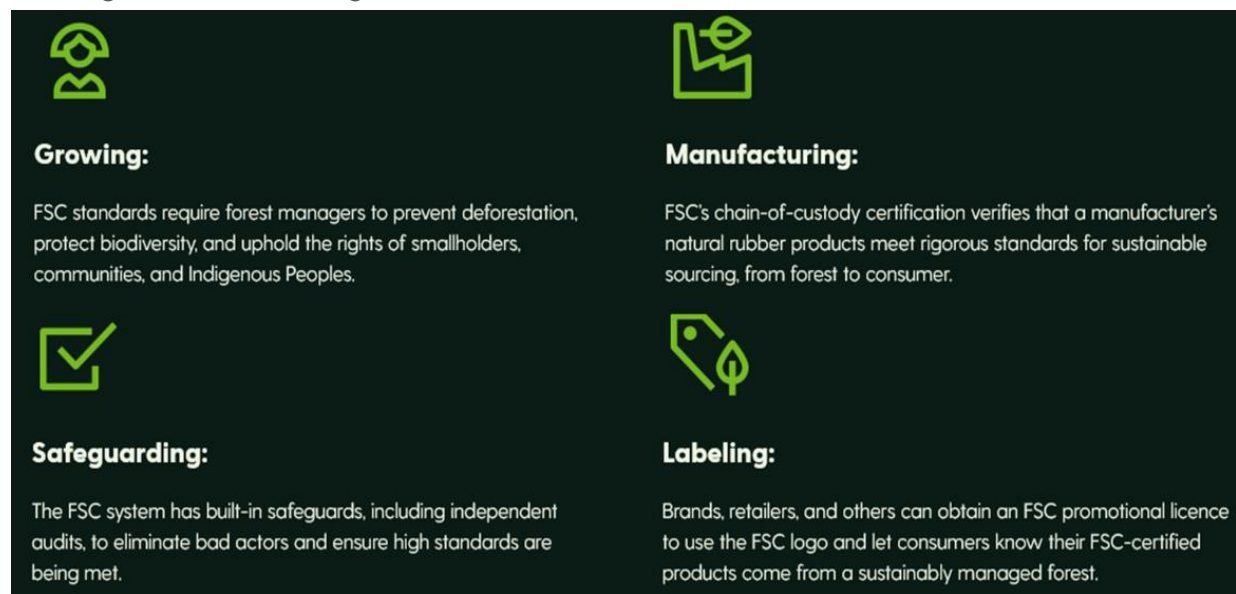 Growing:
FSC standards require forest managers to prevent deforestation,
protect biodiversity, and uphold the rights of smallholders,
communities, and Indigenous Peoples.
Manufacturing:
FSC's chain-of-custody certification verifies that a manufacturer's
natural rubber products meet rigorous standards for sustainable
sourcing, from forest to consumer.
Safeguarding:
The FSC system has built-in safeguards, including independent
audits, to eliminate bad actors and ensure high standards are
being met.
Labeling:
Brands, retailers, and others can obtain an FSC promotional licence
to use the FSC logo and let consumers know their FSC-certified
products come from a sustainably managed forest.